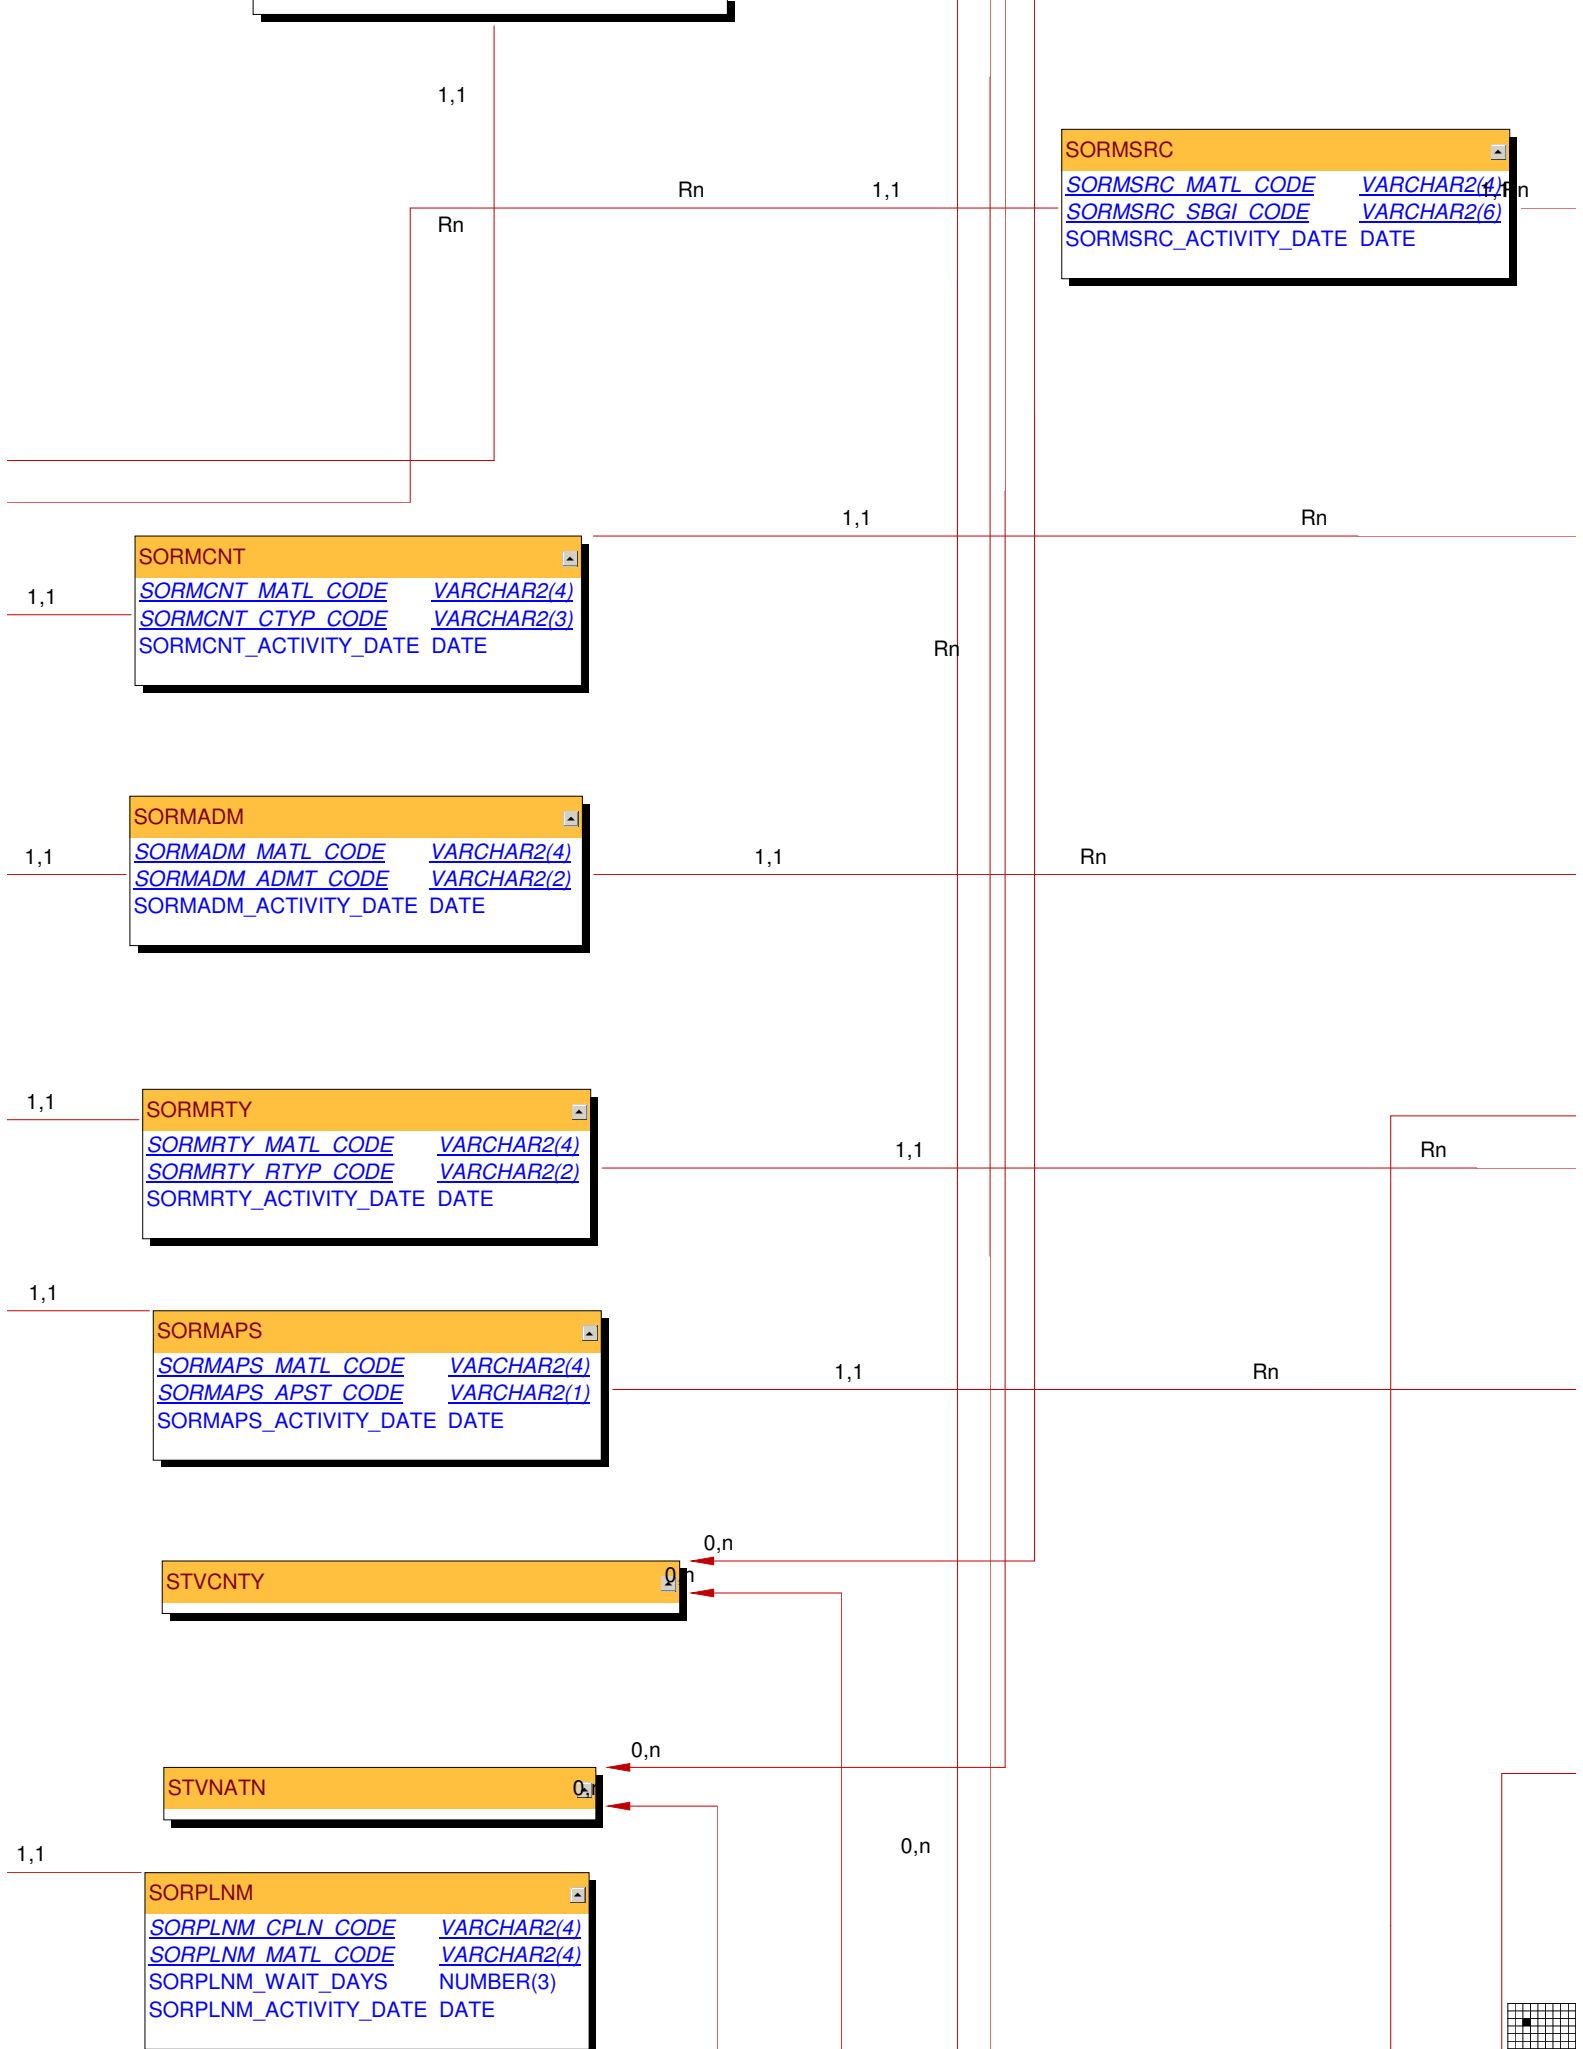 1,1
SORMSRC
Rn
1,1
SORMSRC_MATL_CODE VARCHAR2(4)
1,Rn
Rn
SORMSRC_SBGI_CODE VARCHAR2(6)
SORMSRC_ACTIVITY_DATE DATE
1,1
Rn
SORMCNT
1,1
SORMCNT_MATL_CODE VARCHAR2(4)
SORMCNT_CTYP_CODE VARCHAR2(3)
SORMCNT_ACTIVITY_DATE DATE
Rn
SORMADM
1,1
SORMADM_MATL_CODE VARCHAR2(4)
1,1
Rn
SORMADM_ADMT_CODE VARCHAR2(2)
SORMADM_ACTIVITY_DATE DATE
1,1
SORMRTY
SORMRTY_MATL_CODE VARCHAR2(4)
1,1
Rn
SORMRTY_RTYP_CODE VARCHAR2(2)
SORMRTY_ACTIVITY_DATE DATE
1,1
SORMAPS
SORMAPS_MATL_CODE VARCHAR2(4)
1,1
Rn
SORMAPS_APST_CODE VARCHAR2(1)
SORMAPS_ACTIVITY_DATE DATE
0,n
STVCNTY
0,n
0,n
STVNATN
0,n
0,n
1,1
SORPLNM
SORPLNM_CPLN_CODE VARCHAR2(4)
SORPLNM_MATL_CODE VARCHAR2(4)
SORPLNM_WAIT_DAYS NUMBER(3)
SORPLNM_ACTIVITY_DATE DATE